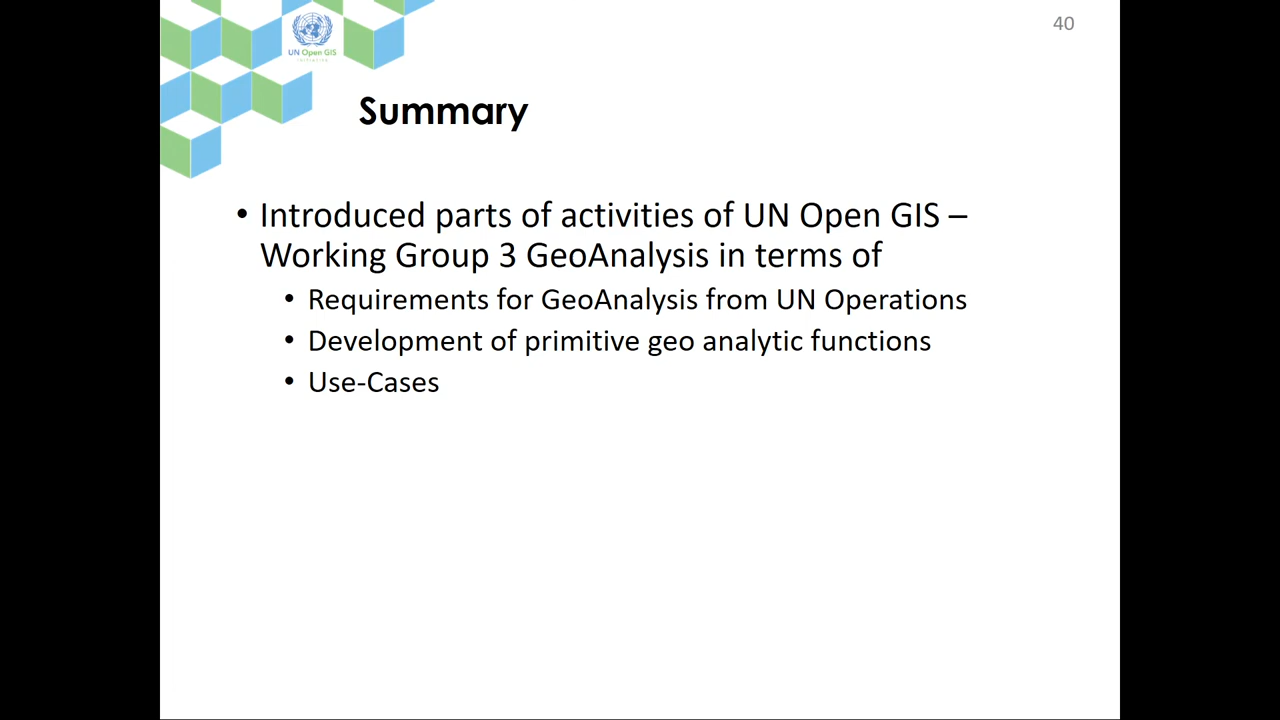 40
UN Open GIS
INITIATIVE
Summary
• Introduced parts of activities of UN Open GIS –
Working Group 3 GeoAnalysis in terms of
• Requirements for GeoAnalysis from UN Operations
• Development of primitive geo analytic functions
• Use-Cases